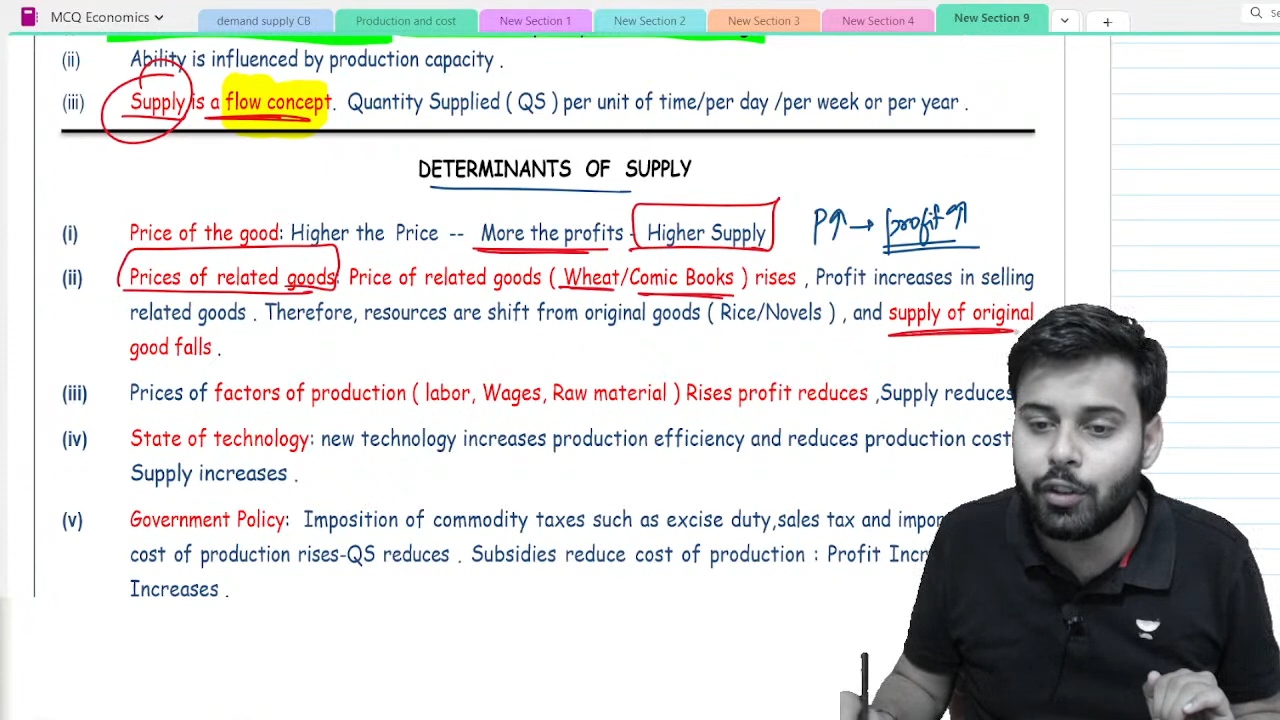 MCQ Economics
demand supply CB
Production and cost
New Section 1
New Section 2
New Section 3
New Section 4
New Section 9
(ii) Ability is influenced by production capacity .
(iii) Supply is a flow concept. Quantity Supplied ( QS ) per unit of time/per day /per week or per year .
DETERMINANTS OF SUPPLY
(i) Price of the good: Higher the Price -- More the profits - Higher Supply P↑ → profit ↑
(ii) Prices of related goods: Price of related goods ( Wheat/Comic Books ) rises , Profit increases in selling
related goods . Therefore, resources are shift from original goods ( Rice/Novels ) , and supply of original
good falls .
(iii) Prices of factors of production ( labor, Wages, Raw material ) Rises profit reduces ,Supply reduces
(iv) State of technology: new technology increases production efficiency and reduces production cost
Supply increases .
(v) Government Policy: Imposition of commodity taxes such as excise duty,sales tax and
cost of production rises-QS reduces . Subsidies reduce cost of production : Profit
Increases .